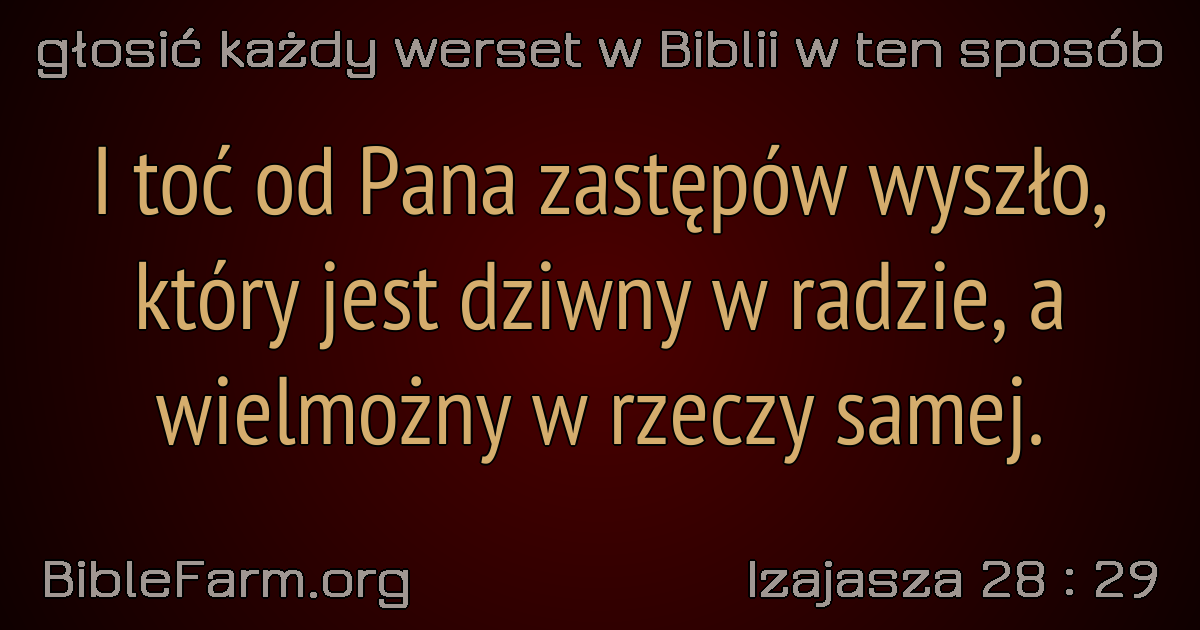 głosić każdy werset w Biblii w ten sposób
I toć od Pana zastępów wyszło,
który jest dziwny w radzie, a
wielmożny w rzeczy samej.
BibleFarm.org
Izajasza 28 : 29